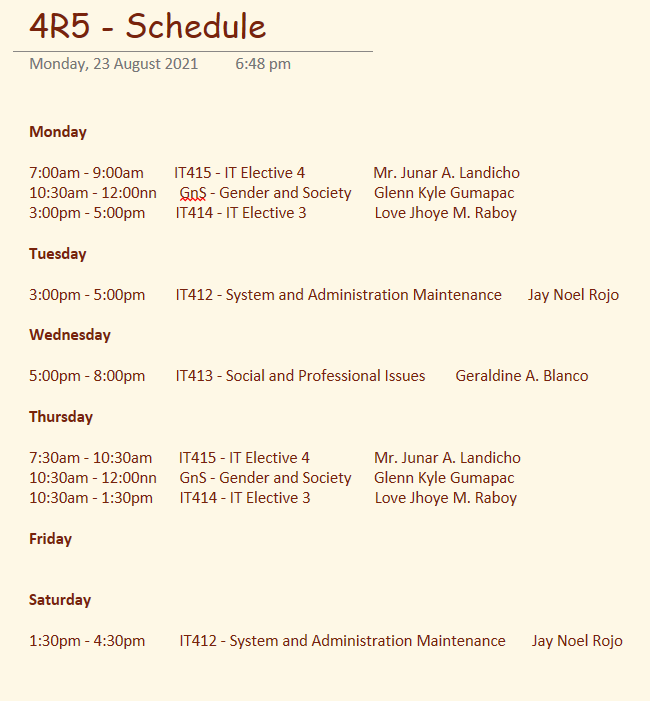 4R5 - Schedule
Monday, 23 August 2021 6:48 pm
Monday
7:00am - 9:00am IT415 - IT Elective 4 Mr. Junar A. Landicho
10:30am - 12:00nn GnS - Gender and Society Glenn Kyle Gumapac
3:00pm - 5:00pm IT414 - IT Elective 3 Love Jhoye M. Raboy
Tuesday
3:00pm - 5:00pm IT412 - System and Administration Maintenance Jay Noel Rojo
Wednesday
5:00pm - 8:00pm IT413 - Social and Professional Issues Geraldine A. Blanco
Thursday
7:30am - 10:30am IT415 - IT Elective 4 Mr. Junar A. Landicho
10:30am - 12:00nn GnS - Gender and Society Glenn Kyle Gumapac
10:30am - 1:30pm IT414 - IT Elective 3 Love Jhoye M. Raboy
Friday
Saturday
1:30pm - 4:30pm IT412 - System and Administration Maintenance Jay Noel Rojo